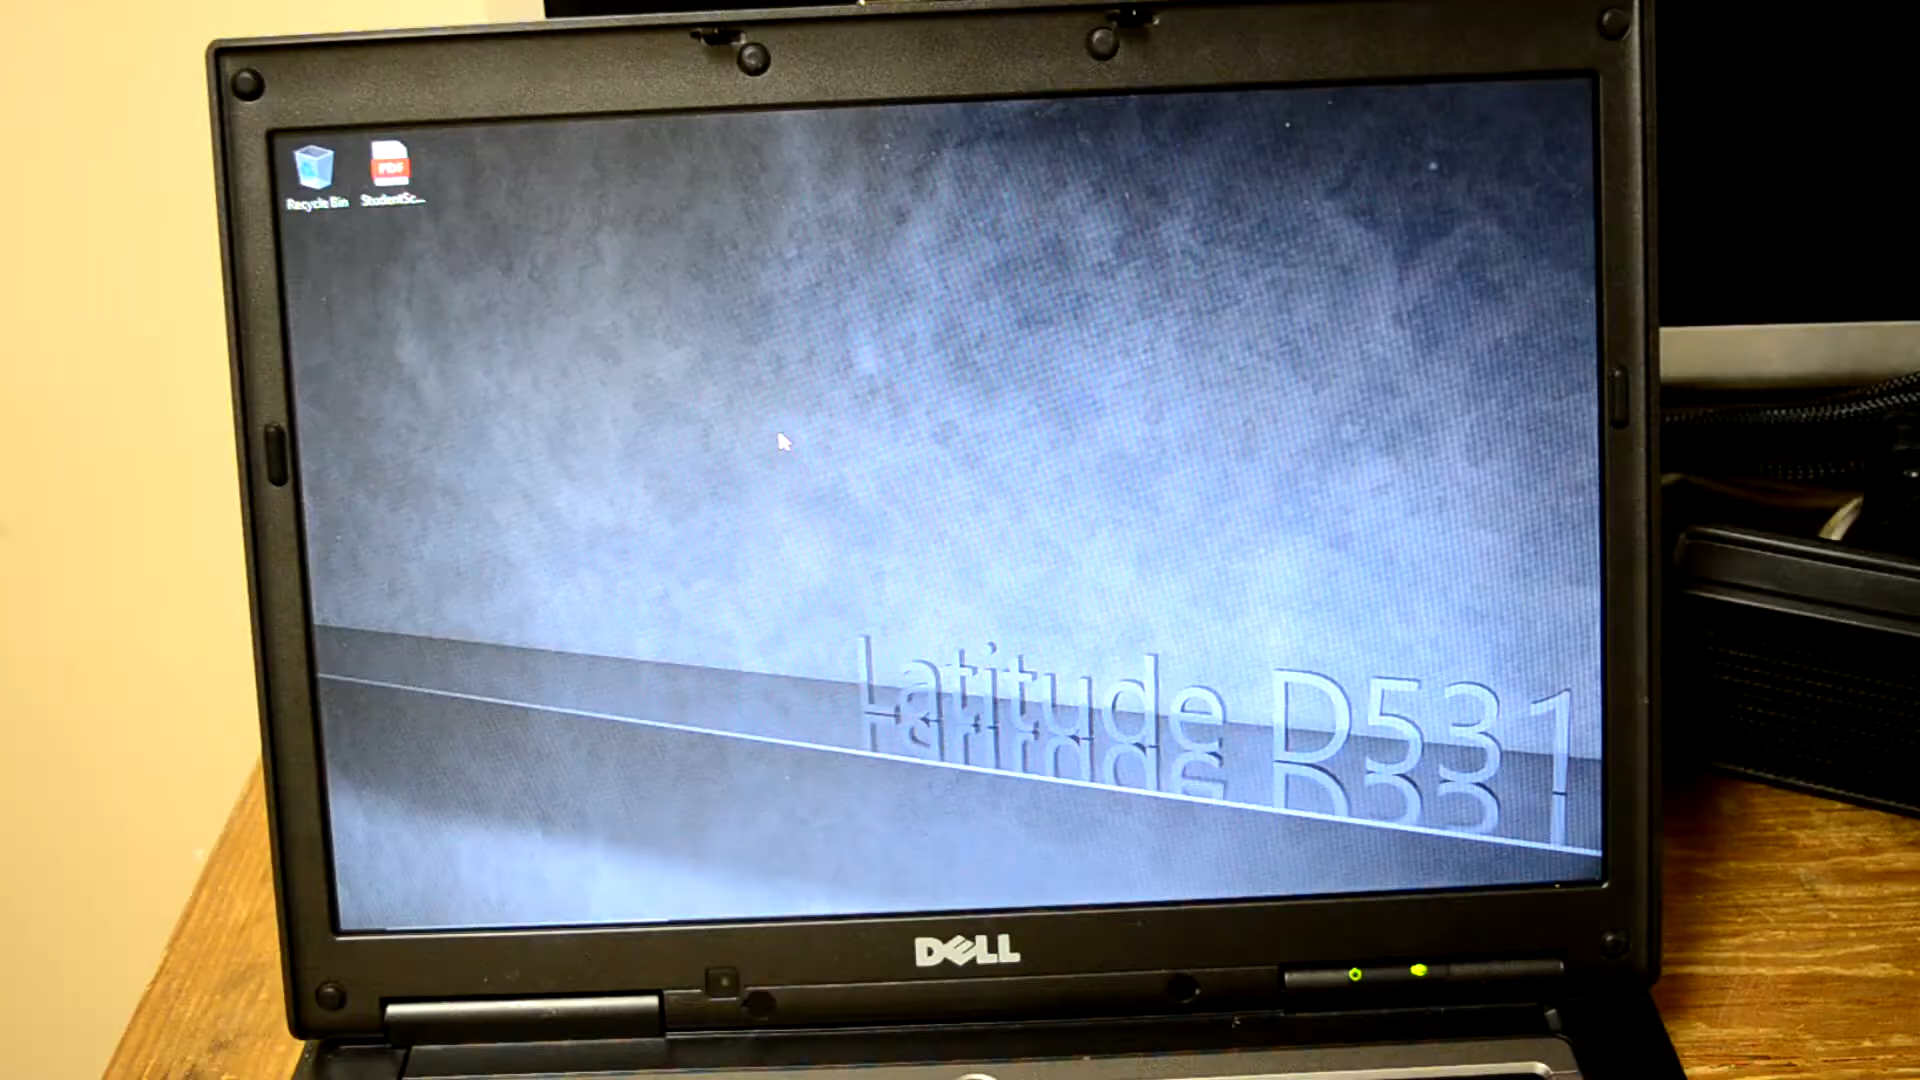 PDF
Recycle Bin
StudentSc...
Latitude D531
DELL